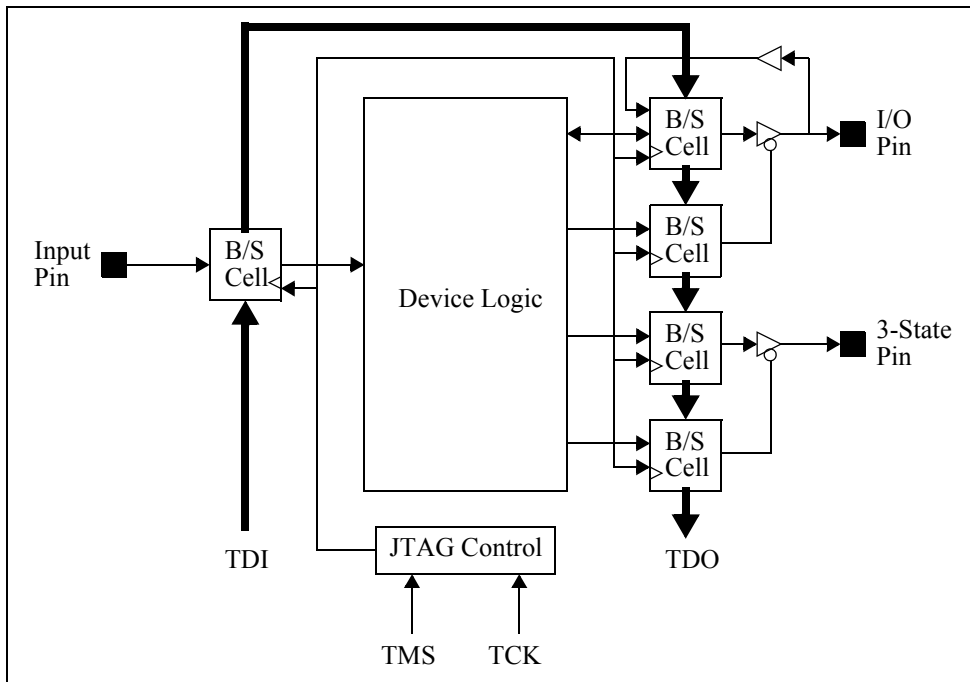 B/S
Cell
I/O
Pin
B/S
Cell
Input
Pin
B/S
Cell
Device Logic
B/S
Cell
3-State
Pin
B/S
Cell
TDI
JTAG Control
TDO
TMS
TCK